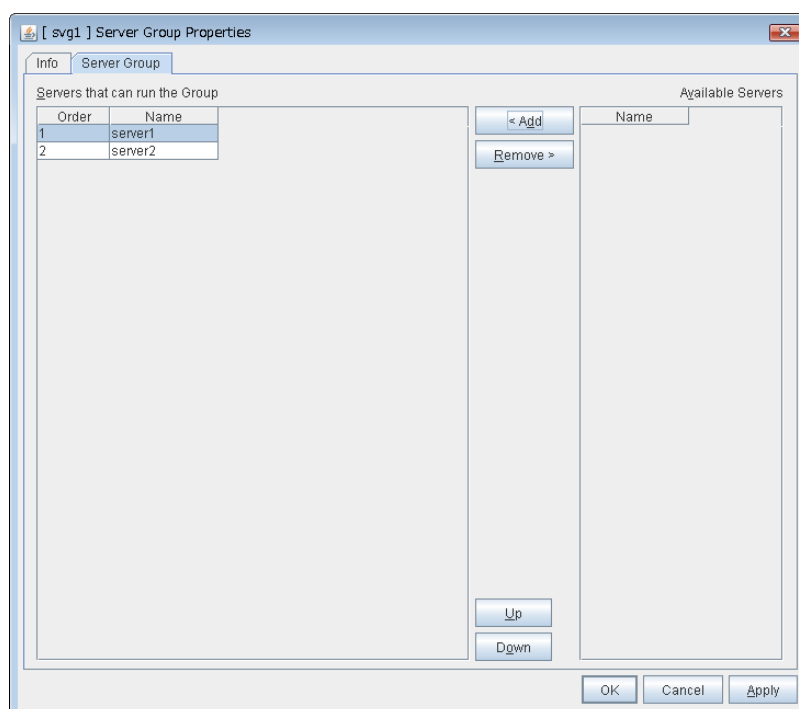 [ svg1 ] Server Group Properties
Info Server Group
Servers that can run the Group Available Servers
Order Name < Add Name
1 server1
2 server2 Remove >
Up
Down
OK Cancel Apply